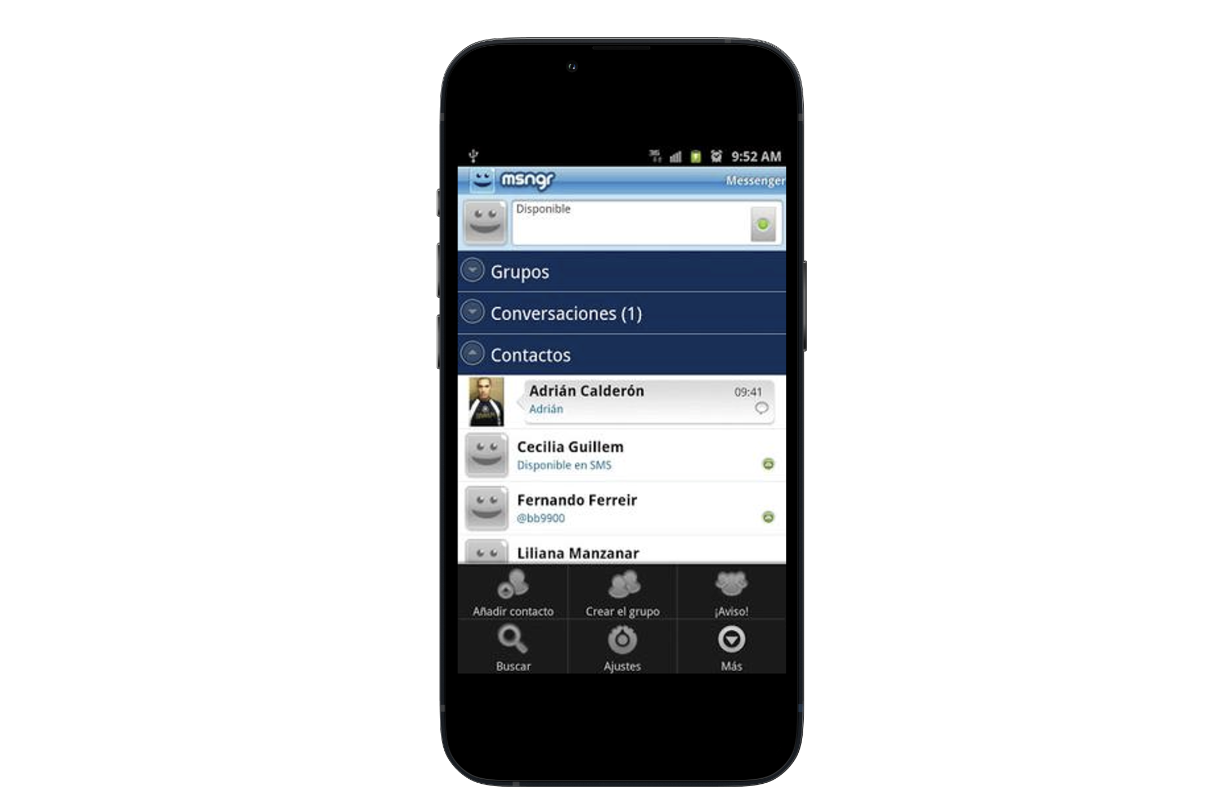 3G 9:52 AM
msngr Messenger
Disponible
Grupos
Conversaciones (1)
Contactos
Adrián Calderón 09:41
Adrián
Cecilia Guillem
Disponible en SMS
Fernando Ferreir
@bb9900
Liliana Manzanar
Añadir contacto Crear el grupo ¡Aviso!
Buscar Ajustes Más